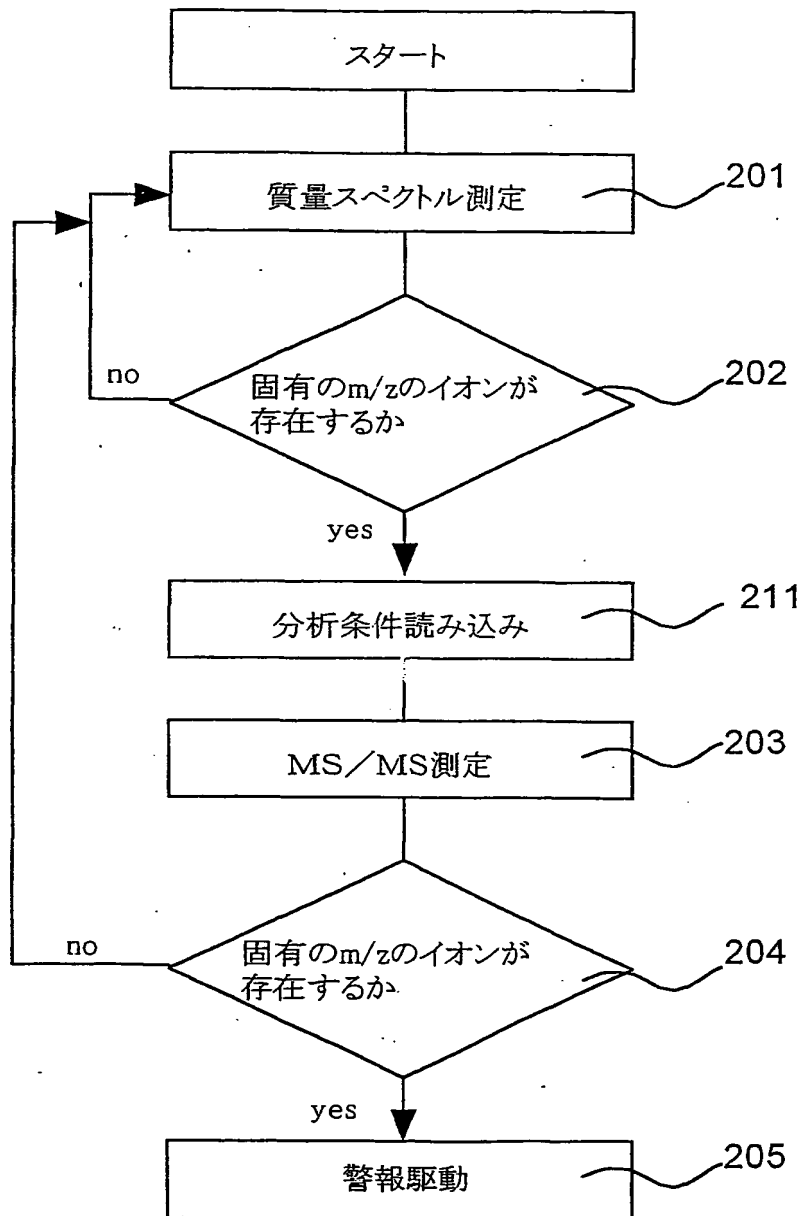 スタート
質量スペクトル測定
201
固有のm/zのイオンが
存在するか
202
no
yes
分析条件読み込み
211
MS／MS測定
203
固有のm/zのイオンが
存在するか
204
no
yes
警報駆動
205